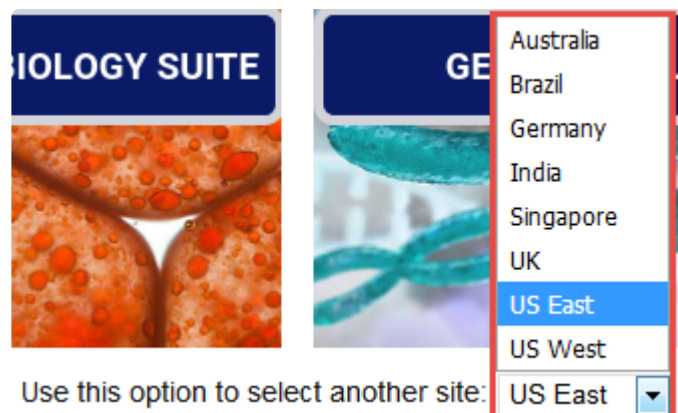 IOLOGY SUITE
GE
Australia
Brazil
Germany
India
Singapore
UK
US East
US West
Use this option to select another site: US East